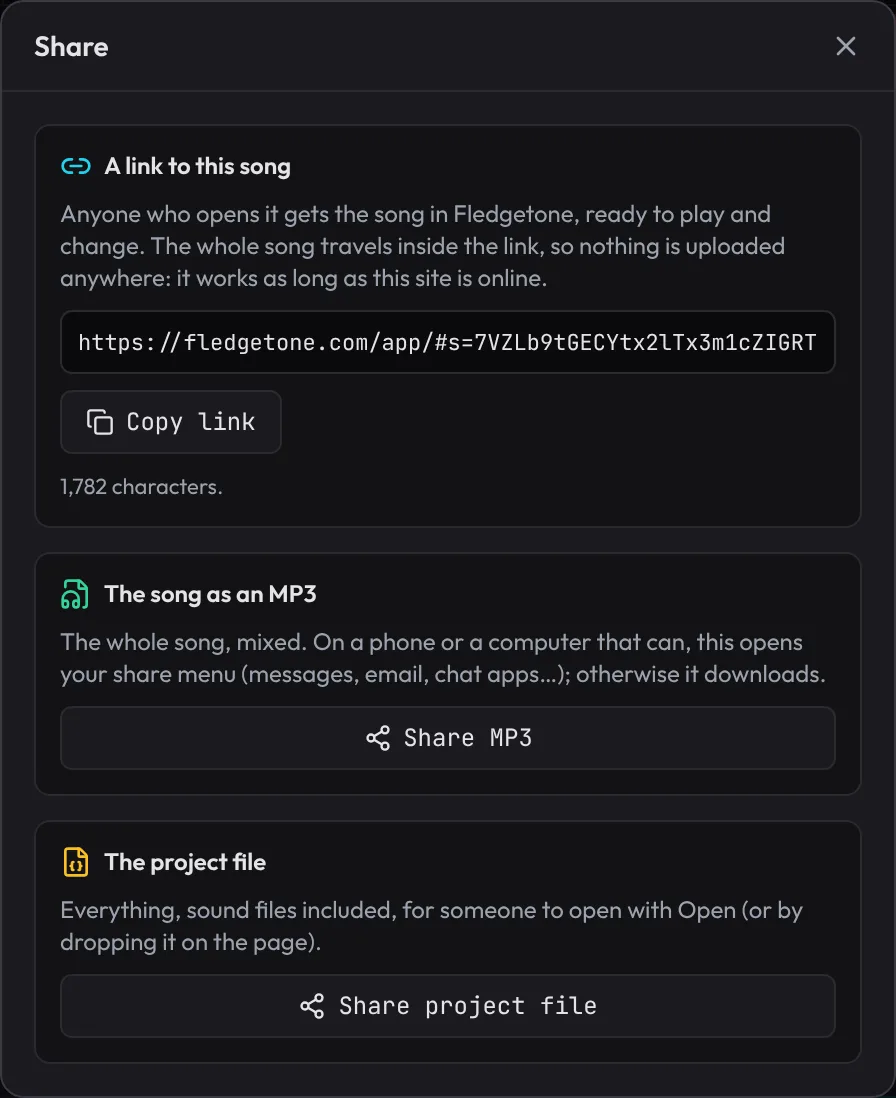 Share
A link to this song
Anyone who opens it gets the song in Fledgetone, ready to play and
change. The whole song travels inside the link, so nothing is uploaded
anywhere: it works as long as this site is online.
https://fledgetone.com/app/#s=7VZLb9tGECYtx2lTx3m1cZIGRT
Copy link
1,782 characters.
The song as an MP3
The whole song, mixed. On a phone or a computer that can, this opens
your share menu (messages, email, chat apps…); otherwise it downloads.
Share MP3
The project file
Everything, sound files included, for someone to open with Open (or by
dropping it on the page).
Share project file